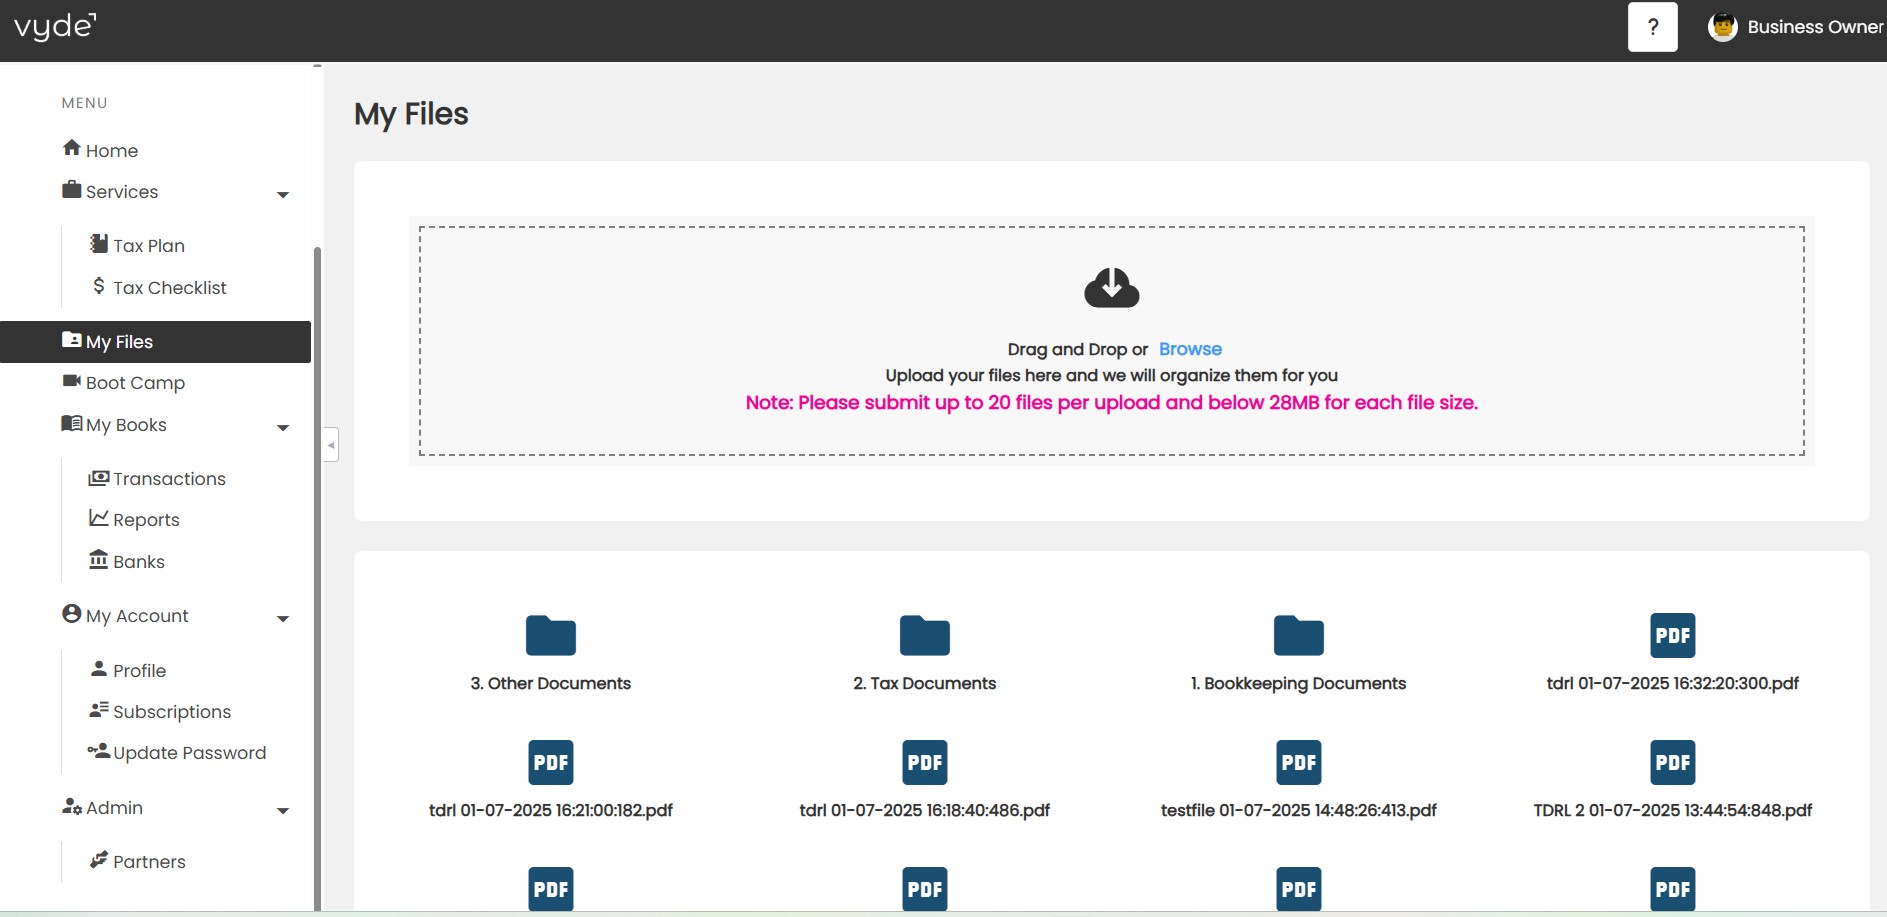 vyde
?
Business Owner
MENU
Home
Services
Tax Plan
Tax Checklist
My Files
Boot Camp
My Books
Transactions
Reports
Banks
My Account
Profile
Subscriptions
Update Password
Admin
Partners
My Files
Drag and Drop or Browse
Upload your files here and we will organize them for you
Note: Please submit up to 20 files per upload and below 28MB for each file size.
3. Other Documents
2. Tax Documents
1. Bookkeeping Documents
PDF
tdrl 01-07-2025 16:32:20:300.pdf
PDF
tdrl 01-07-2025 16:21:00:182.pdf
PDF
tdrl 01-07-2025 16:18:40:486.pdf
PDF
testfile 01-07-2025 14:48:26:413.pdf
PDF
TDRL 2 01-07-2025 13:44:54:848.pdf
PDF
PDF
PDF
PDF